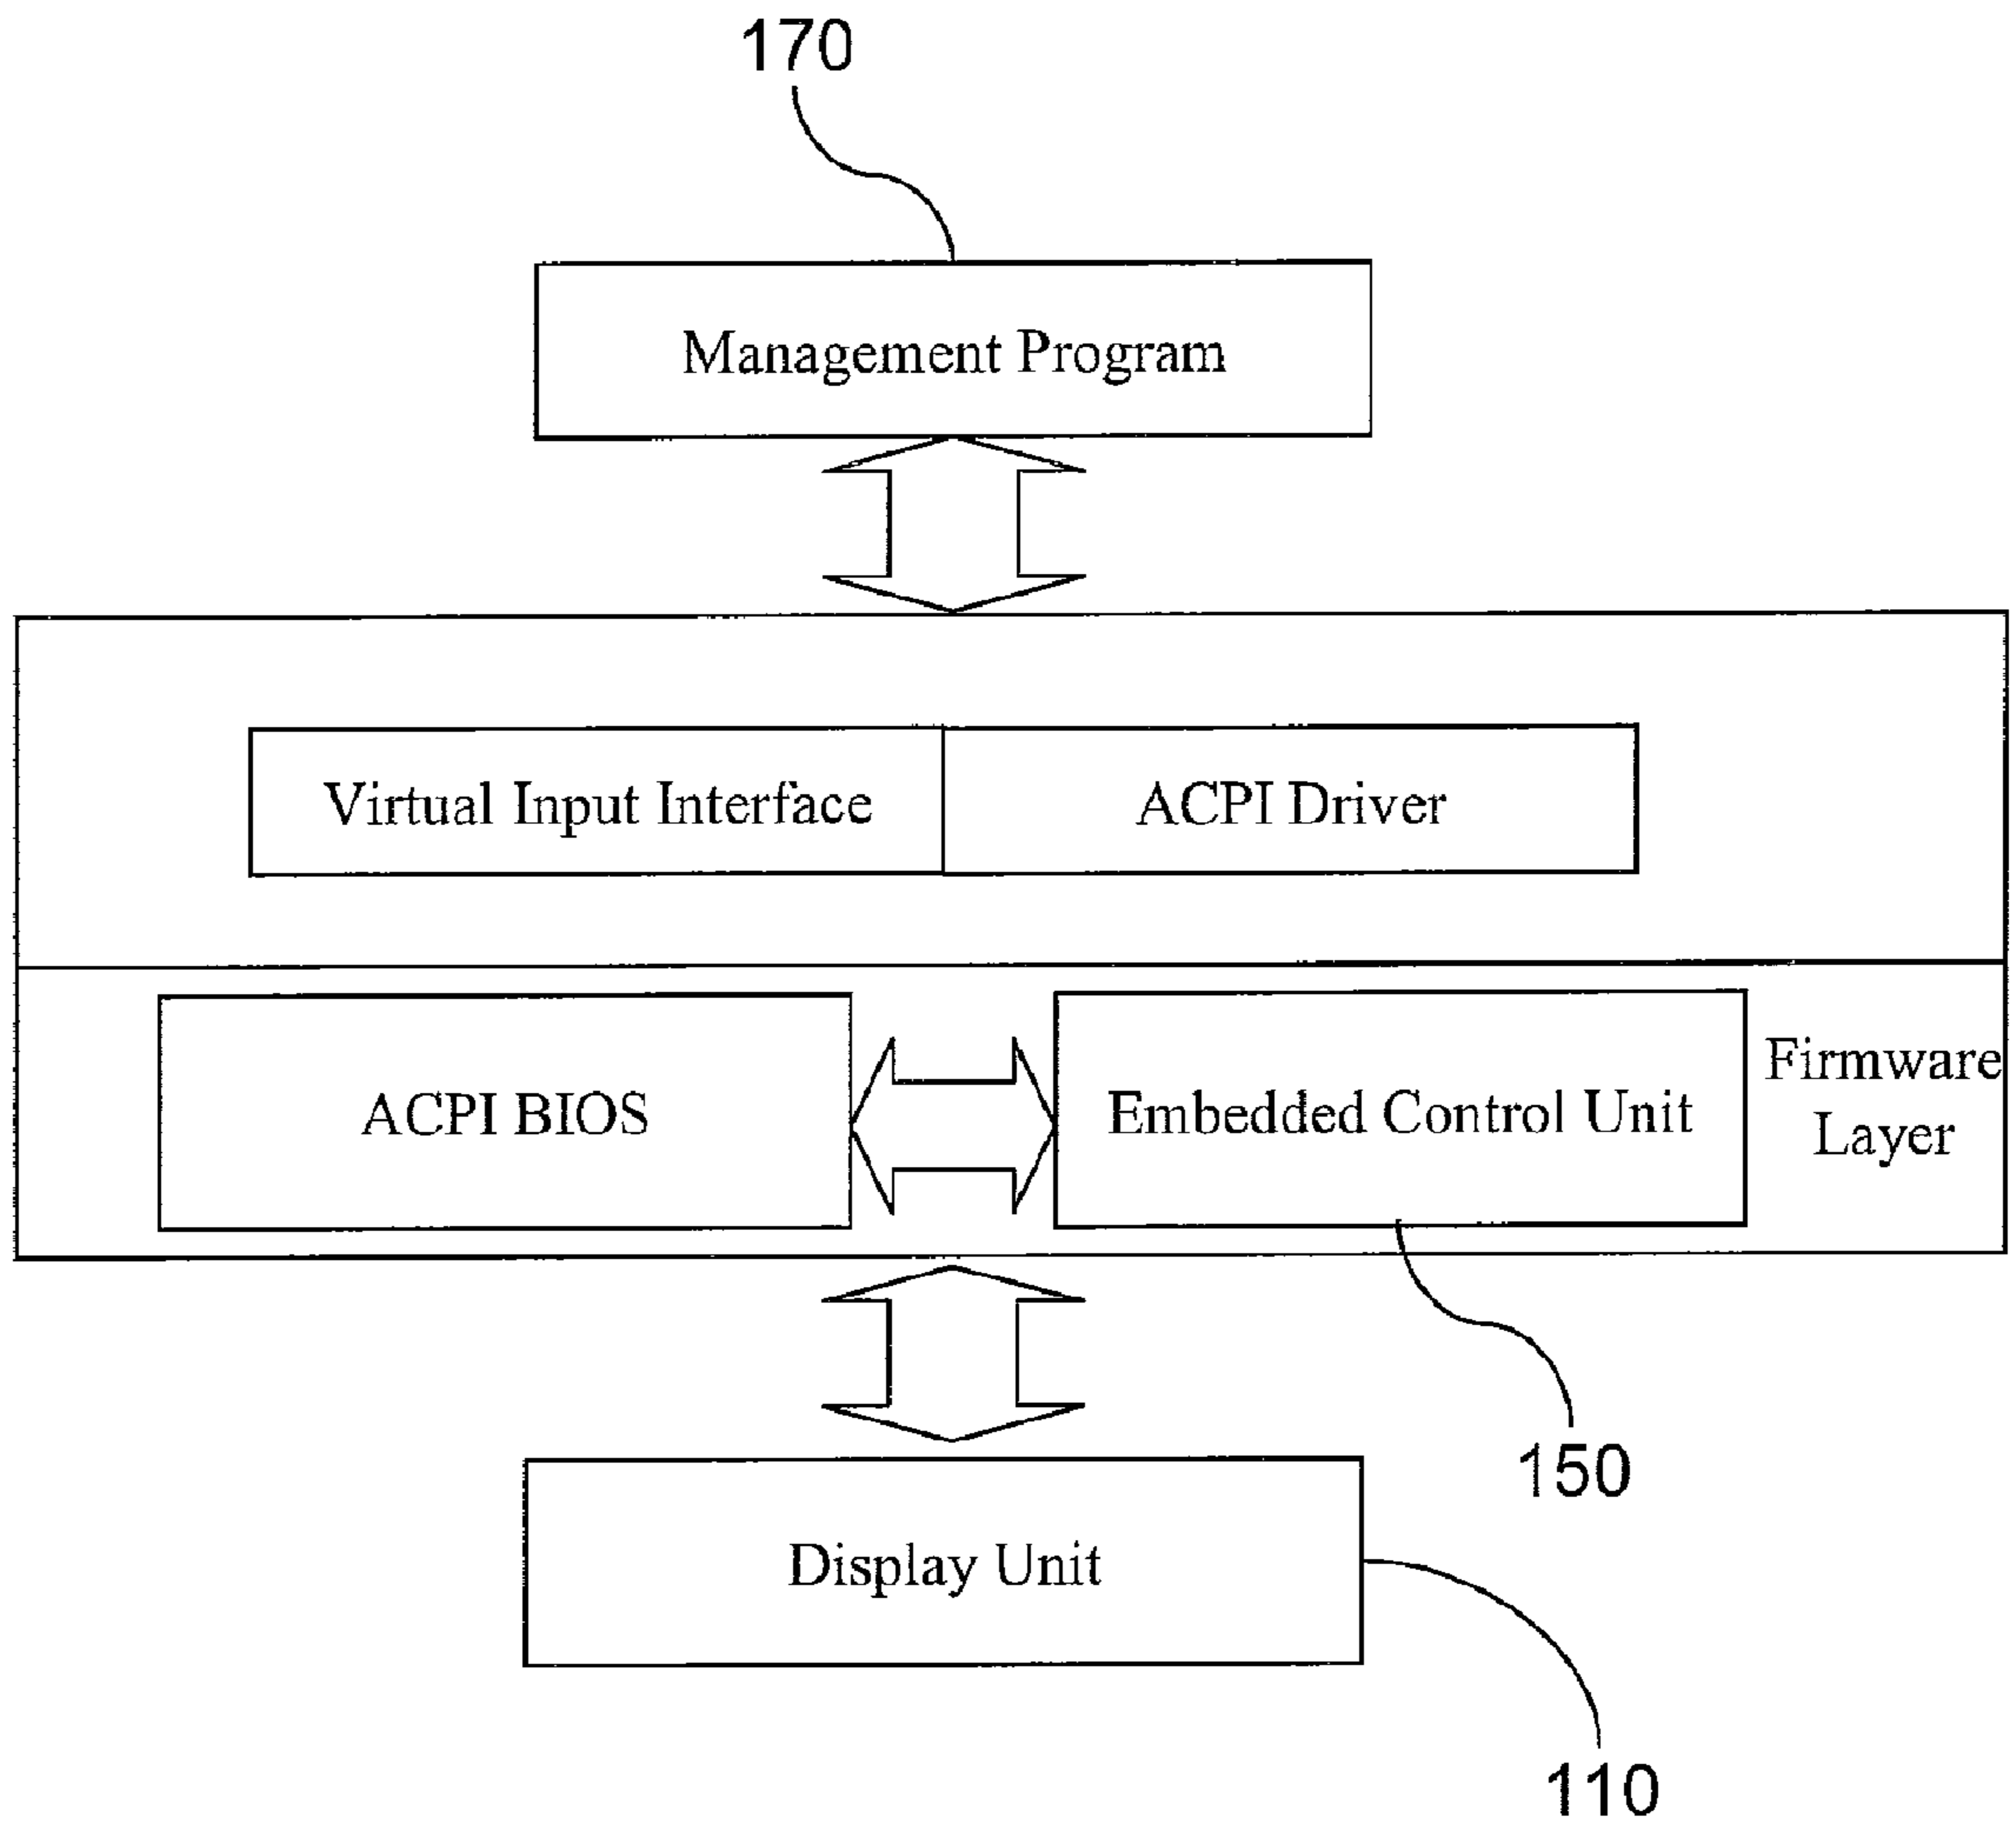 170
Management Program
Virtual Input Interface
ACPI Driver
ACPI BIOS
Embedded Control Unit
Firmware
Layer
150
Display Unit
110